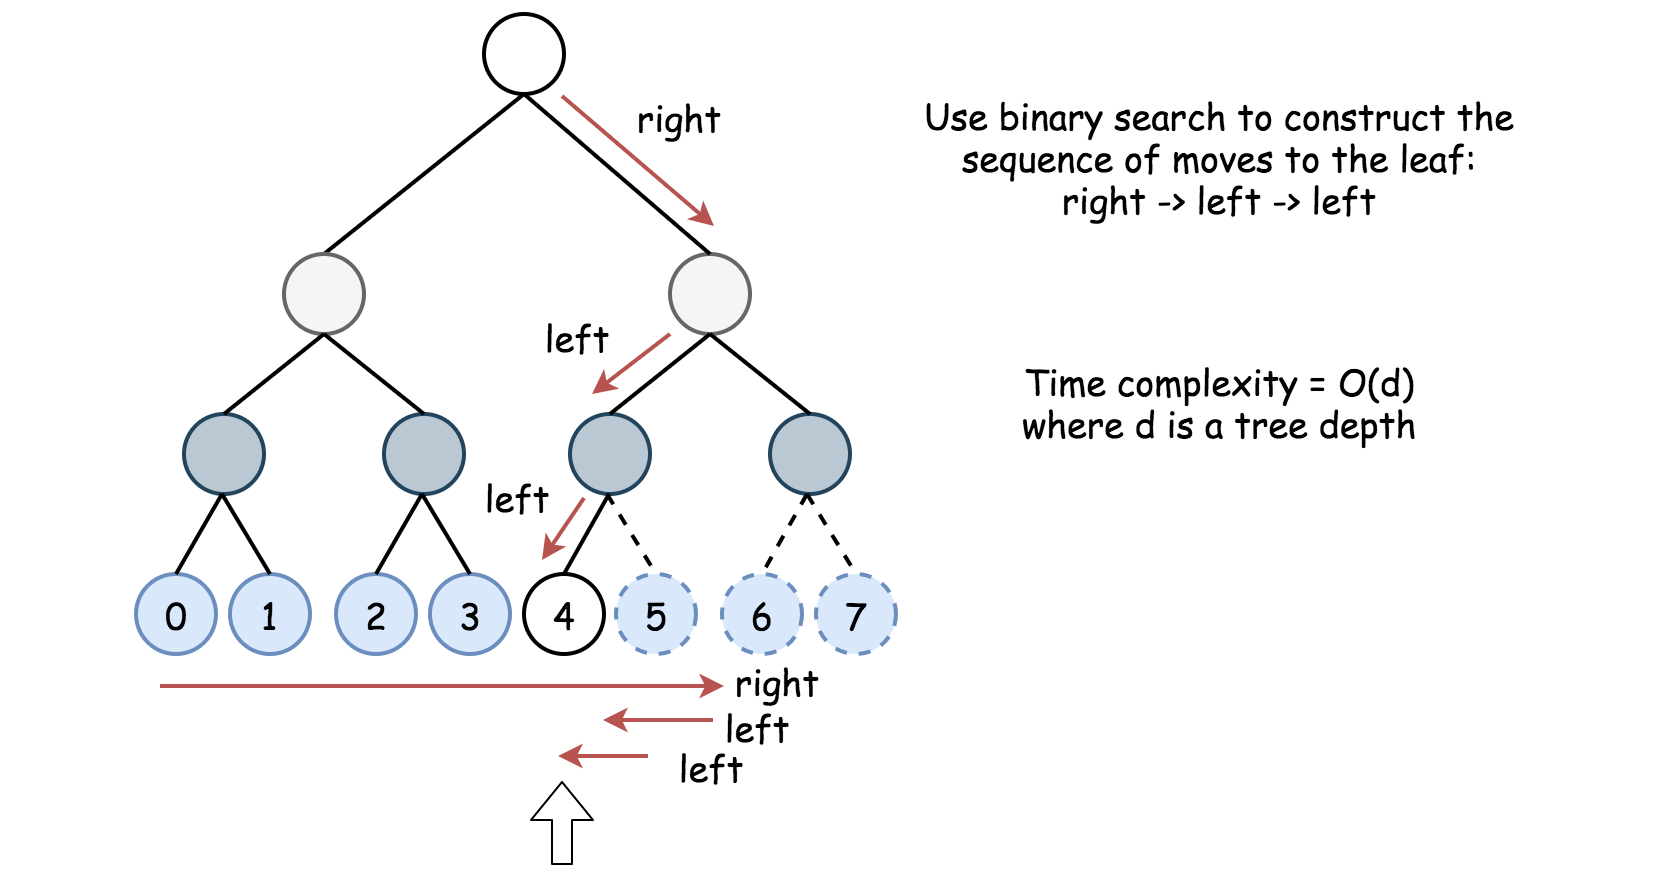 right
Use binary search to construct the
sequence of moves to the leaf:
right -> left -> left
left
Time complexity = O(d)
where d is a tree depth
left
0 1 2 3 4 5 6 7
right
left
left